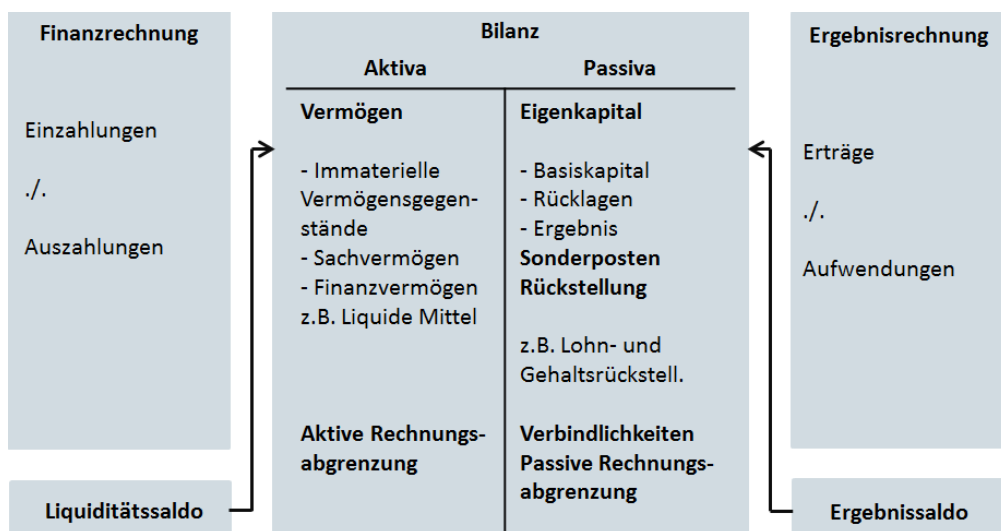 Finanzrechnung
Einzahlungen
./.
Auszahlungen
Liquiditätssaldo
Bilanz
Aktiva
Vermögen
- Immaterielle
Vermögensgegen-
stände
- Sachvermögen
- Finanzvermögen
z.B. Liquide Mittel
Aktive Rechnungs-
abgrenzung
Passiva
Eigenkapital
- Basiskapital
- Rücklagen
- Ergebnis
Sonderposten
Rückstellung
z.B. Lohn- und
Gehaltsrückstell.
Verbindlichkeiten
Passive Rechnungs-
abgrenzung
Ergebnisrechnung
Erträge
./.
Aufwendungen
Ergebnissaldo